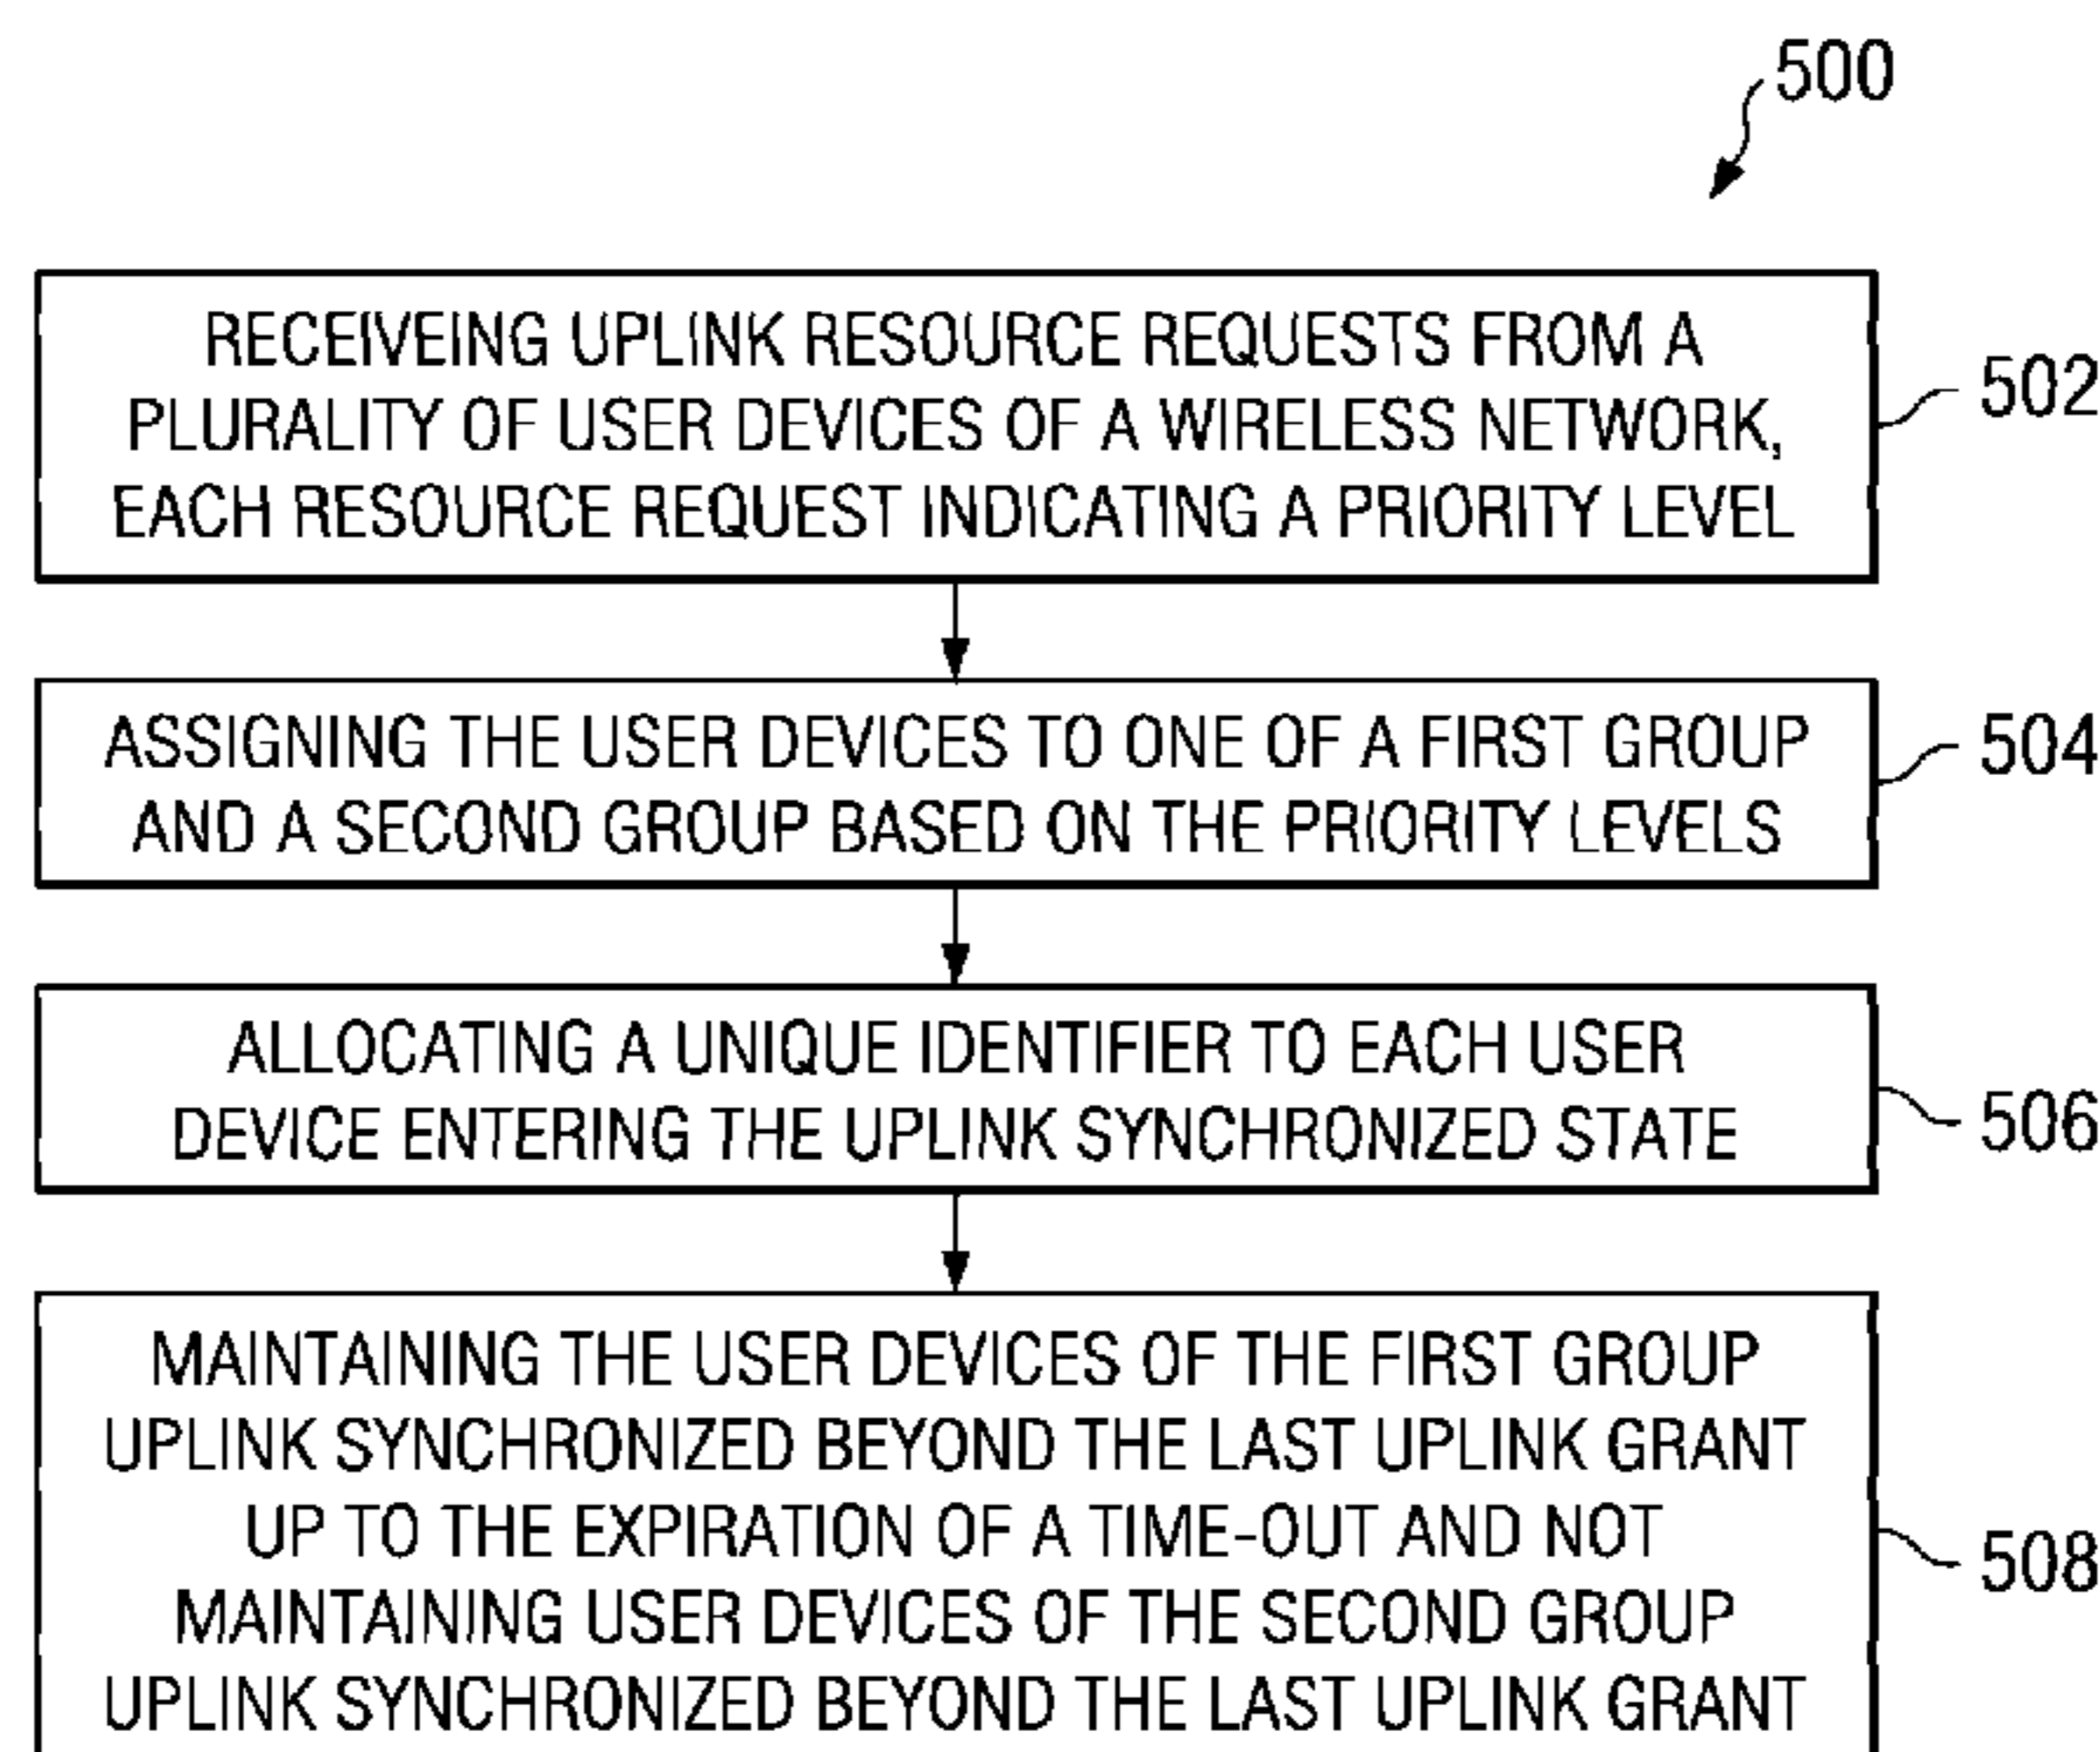 500
RECEIVEING UPLINK RESOURCE REQUESTS FROM A
PLURALITY OF USER DEVICES OF A WIRELESS NETWORK,
EACH RESOURCE REQUEST INDICATING A PRIORITY LEVEL
502
ASSIGNING THE USER DEVICES TO ONE OF A FIRST GROUP
AND A SECOND GROUP BASED ON THE PRIORITY LEVELS
504
ALLOCATING A UNIQUE IDENTIFIER TO EACH USER
DEVICE ENTERING THE UPLINK SYNCHRONIZED STATE
506
MAINTAINING THE USER DEVICES OF THE FIRST GROUP
UPLINK SYNCHRONIZED BEYOND THE LAST UPLINK GRANT
UP TO THE EXPIRATION OF A TIME-OUT AND NOT
MAINTAINING USER DEVICES OF THE SECOND GROUP
UPLINK SYNCHRONIZED BEYOND THE LAST UPLINK GRANT
508